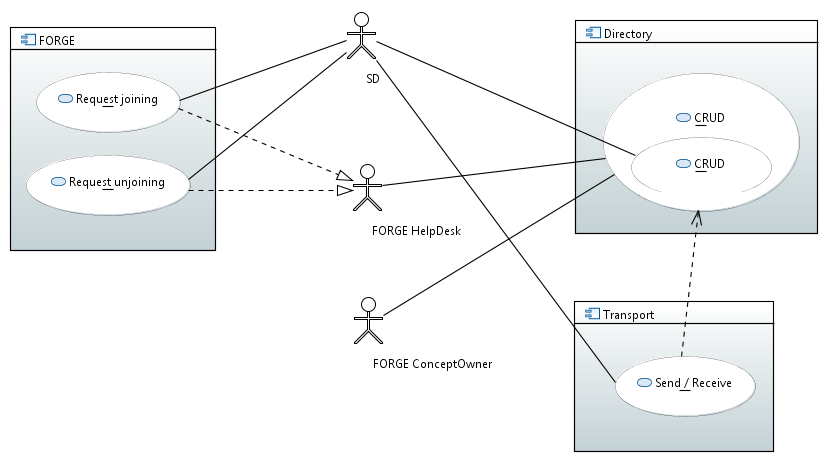 FORGE
Request joining
Request unjoining
SD
FORGE HelpDesk
FORGE ConceptOwner
Directory
CRUD
CRUD
Transport
Send / Receive